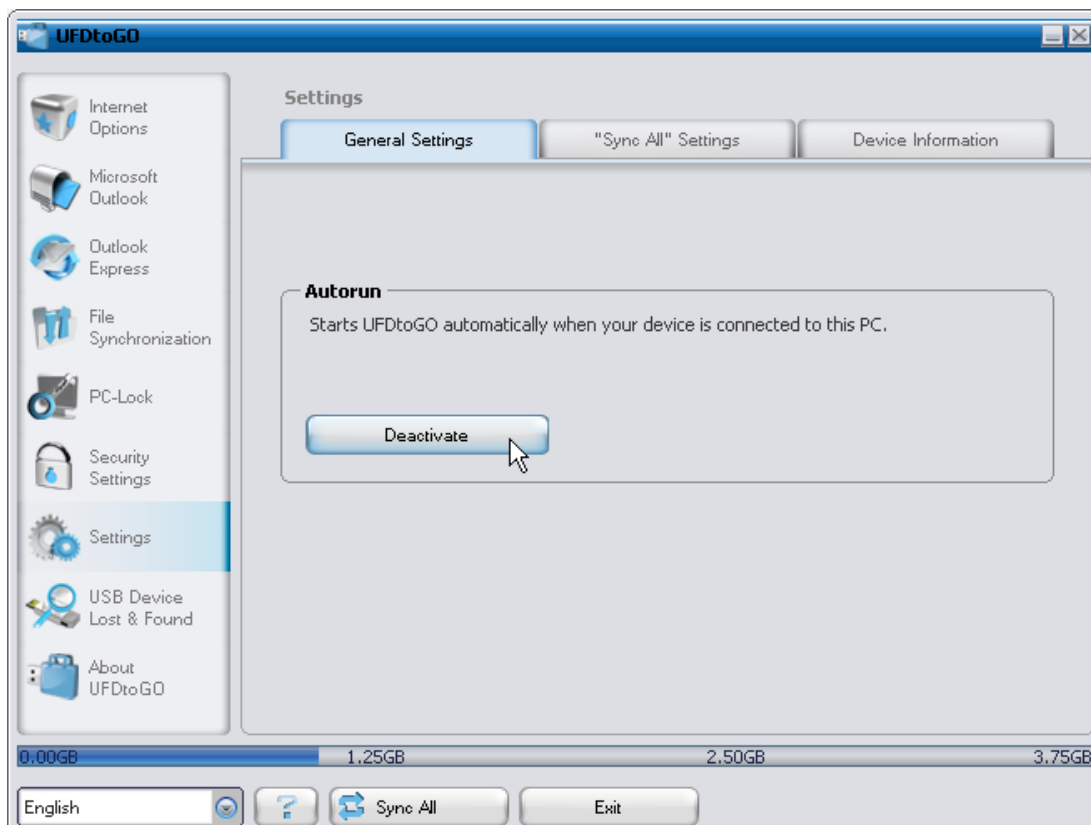 UFDtoGO
Internet
Options
Microsoft
Outlook
Outlook
Express
File
Synchronization
PC-Lock
Security
Settings
Settings
USB Device
Lost & Found
About
UFDtoGO
Settings
General Settings
"Sync All" Settings
Device Information
Autorun
Starts UFDtoGO automatically when your device is connected to this PC.
Deactivate
0.00GB 1.25GB 2.50GB 3.75GB
English ? Sync All Exit